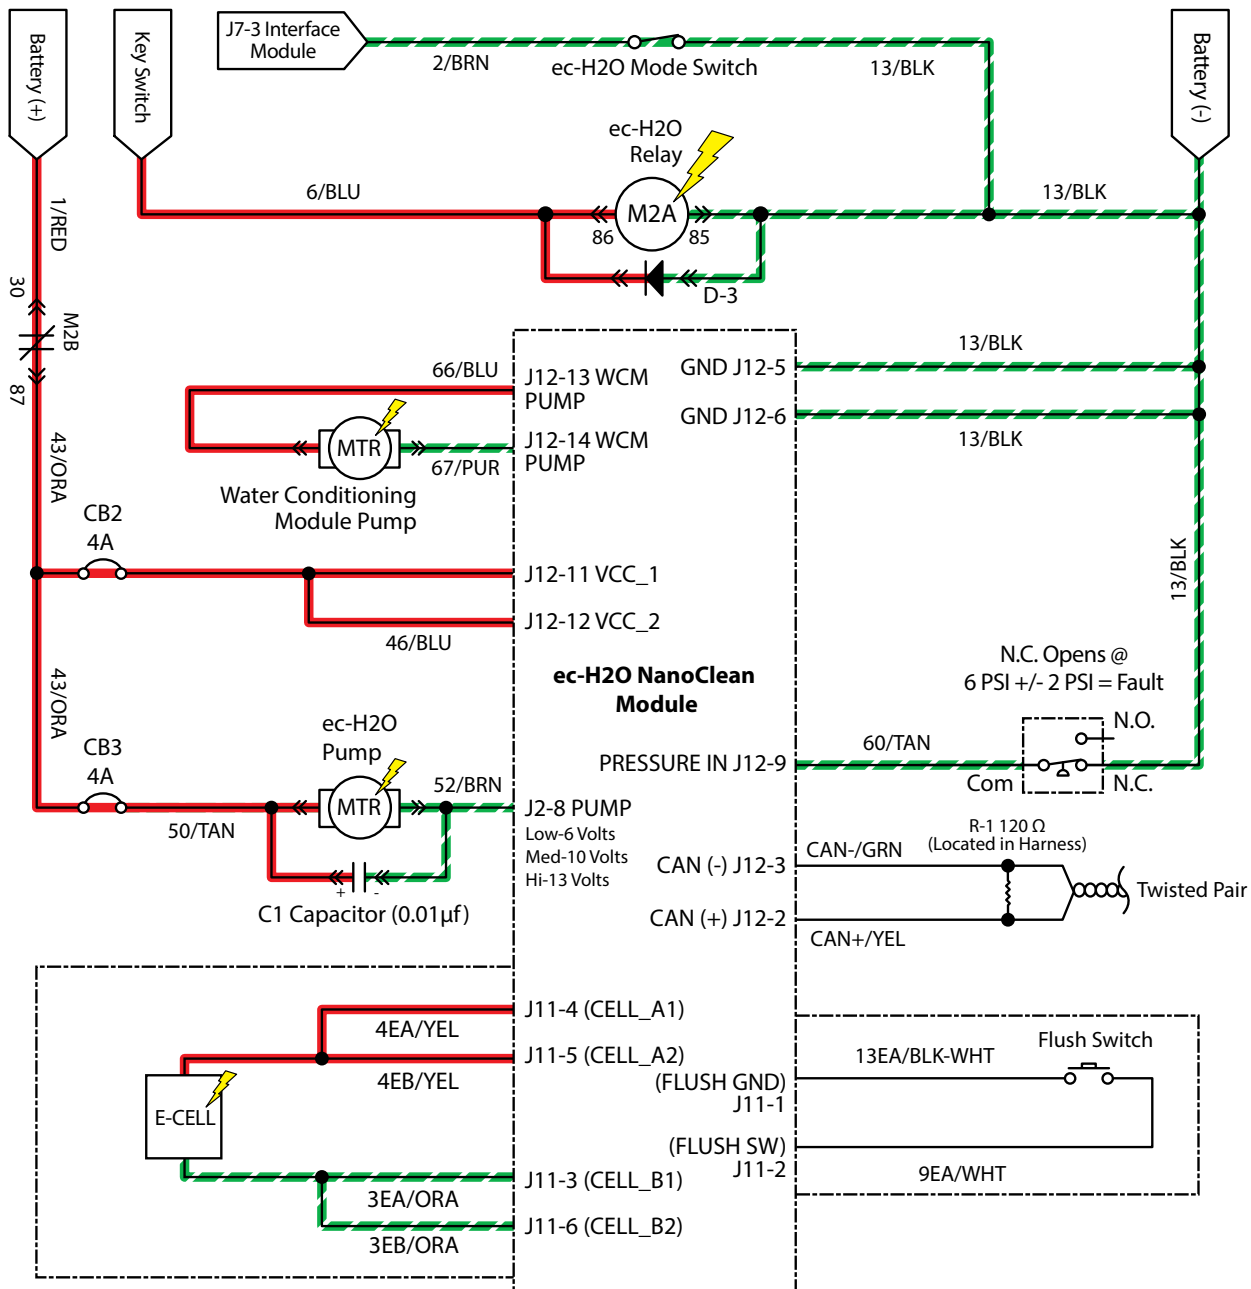 Battery (+)
Key Switch
J7-3 Interface
Module
2/BRN
ec-H2O Mode Switch
13/BLK
Battery (-)
ec-H2O
Relay
6/BLU
M2A
86
85
13/BLK
D-3
1/RED
30
M2B
87
43/ORA
66/BLU
J12-13 WCM
PUMP
MTR
67/PUR
J12-14 WCM
PUMP
Water Conditioning
Module Pump
GND J12-5
13/BLK
GND J12-6
13/BLK
CB2
4A
J12-11 VCC_1
46/BLU
J12-12 VCC_2
13/BLK
ec-H2O NanoClean
Module
N.C. Opens @
6 PSI +/- 2 PSI = Fault
43/ORA
ec-H2O
Pump
CB3
4A
50/TAN
MTR
52/BRN
J2-8 PUMP
Low-6 Volts
Med-10 Volts
Hi-13 Volts
+
-
C1 Capacitor (0.01µf)
PRESSURE IN J12-9
60/TAN
N.O.
Com
N.C.
R-1 120 Ω
(Located in Harness)
CAN (-) J12-3
CAN-/GRN
Twisted Pair
CAN (+) J12-2
CAN+/YEL
J11-4 (CELL_A1)
4EA/YEL
J11-5 (CELL_A2)
4EB/YEL
E-CELL
J11-3 (CELL_B1)
3EA/ORA
J11-6 (CELL_B2)
3EB/ORA
(FLUSH GND)
J11-1
13EA/BLK-WHT
Flush Switch
(FLUSH SW)
J11-2
9EA/WHT